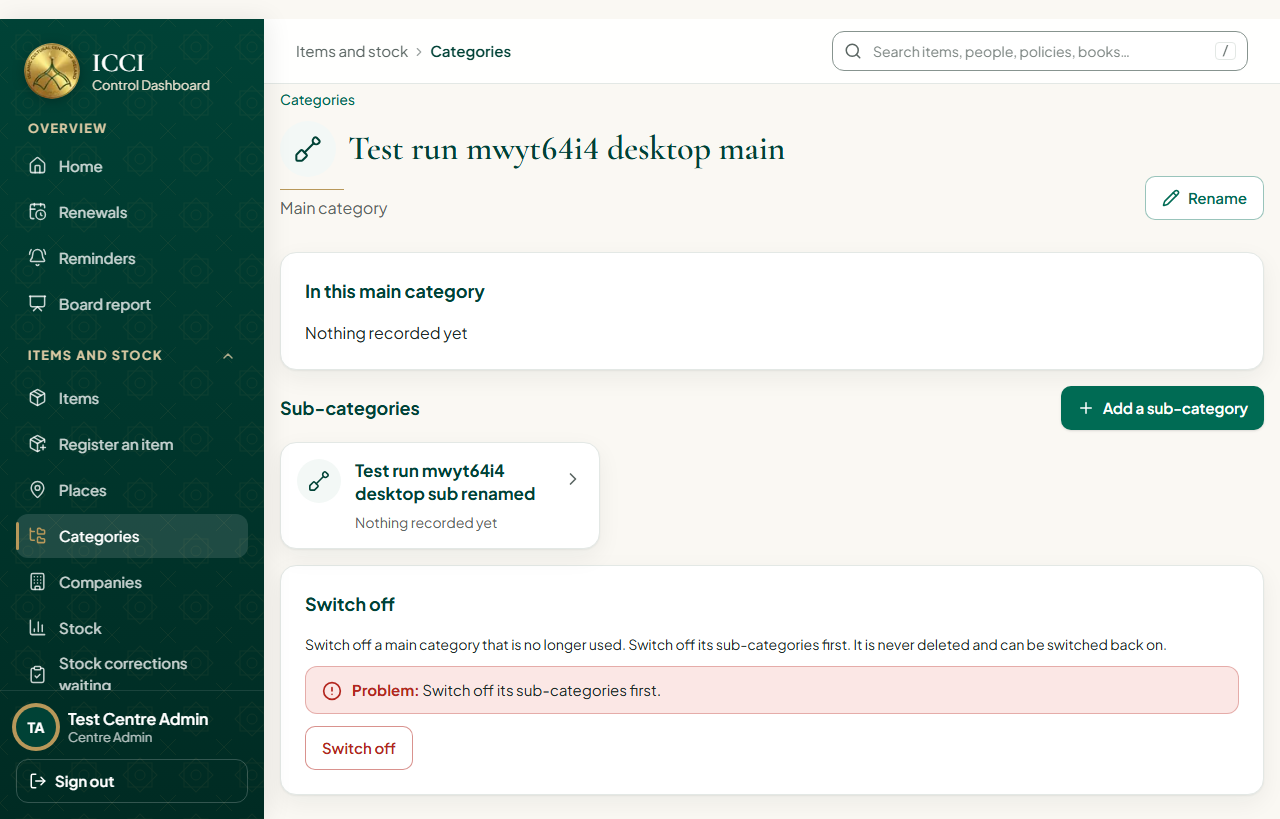 ICCI
Control Dashboard
OVERVIEW
Home
Renewals
Reminders
Board report
ITEMS AND STOCK
Items
Register an item
Places
Categories
Companies
Stock
Stock corrections
waiting
TA
Test Centre Admin
Centre Admin
Sign out
Items and stock > Categories
Search items, people, policies, books…
/
Categories
Test run mwyt64i4 desktop main
Main category
Rename
In this main category
Nothing recorded yet
Sub-categories
+ Add a sub-category
Test run mwyt64i4
desktop sub renamed
Nothing recorded yet
Switch off
Switch off a main category that is no longer used. Switch off its sub-categories first. It is never deleted and can be switched back on.
Problem: Switch off its sub-categories first.
Switch off